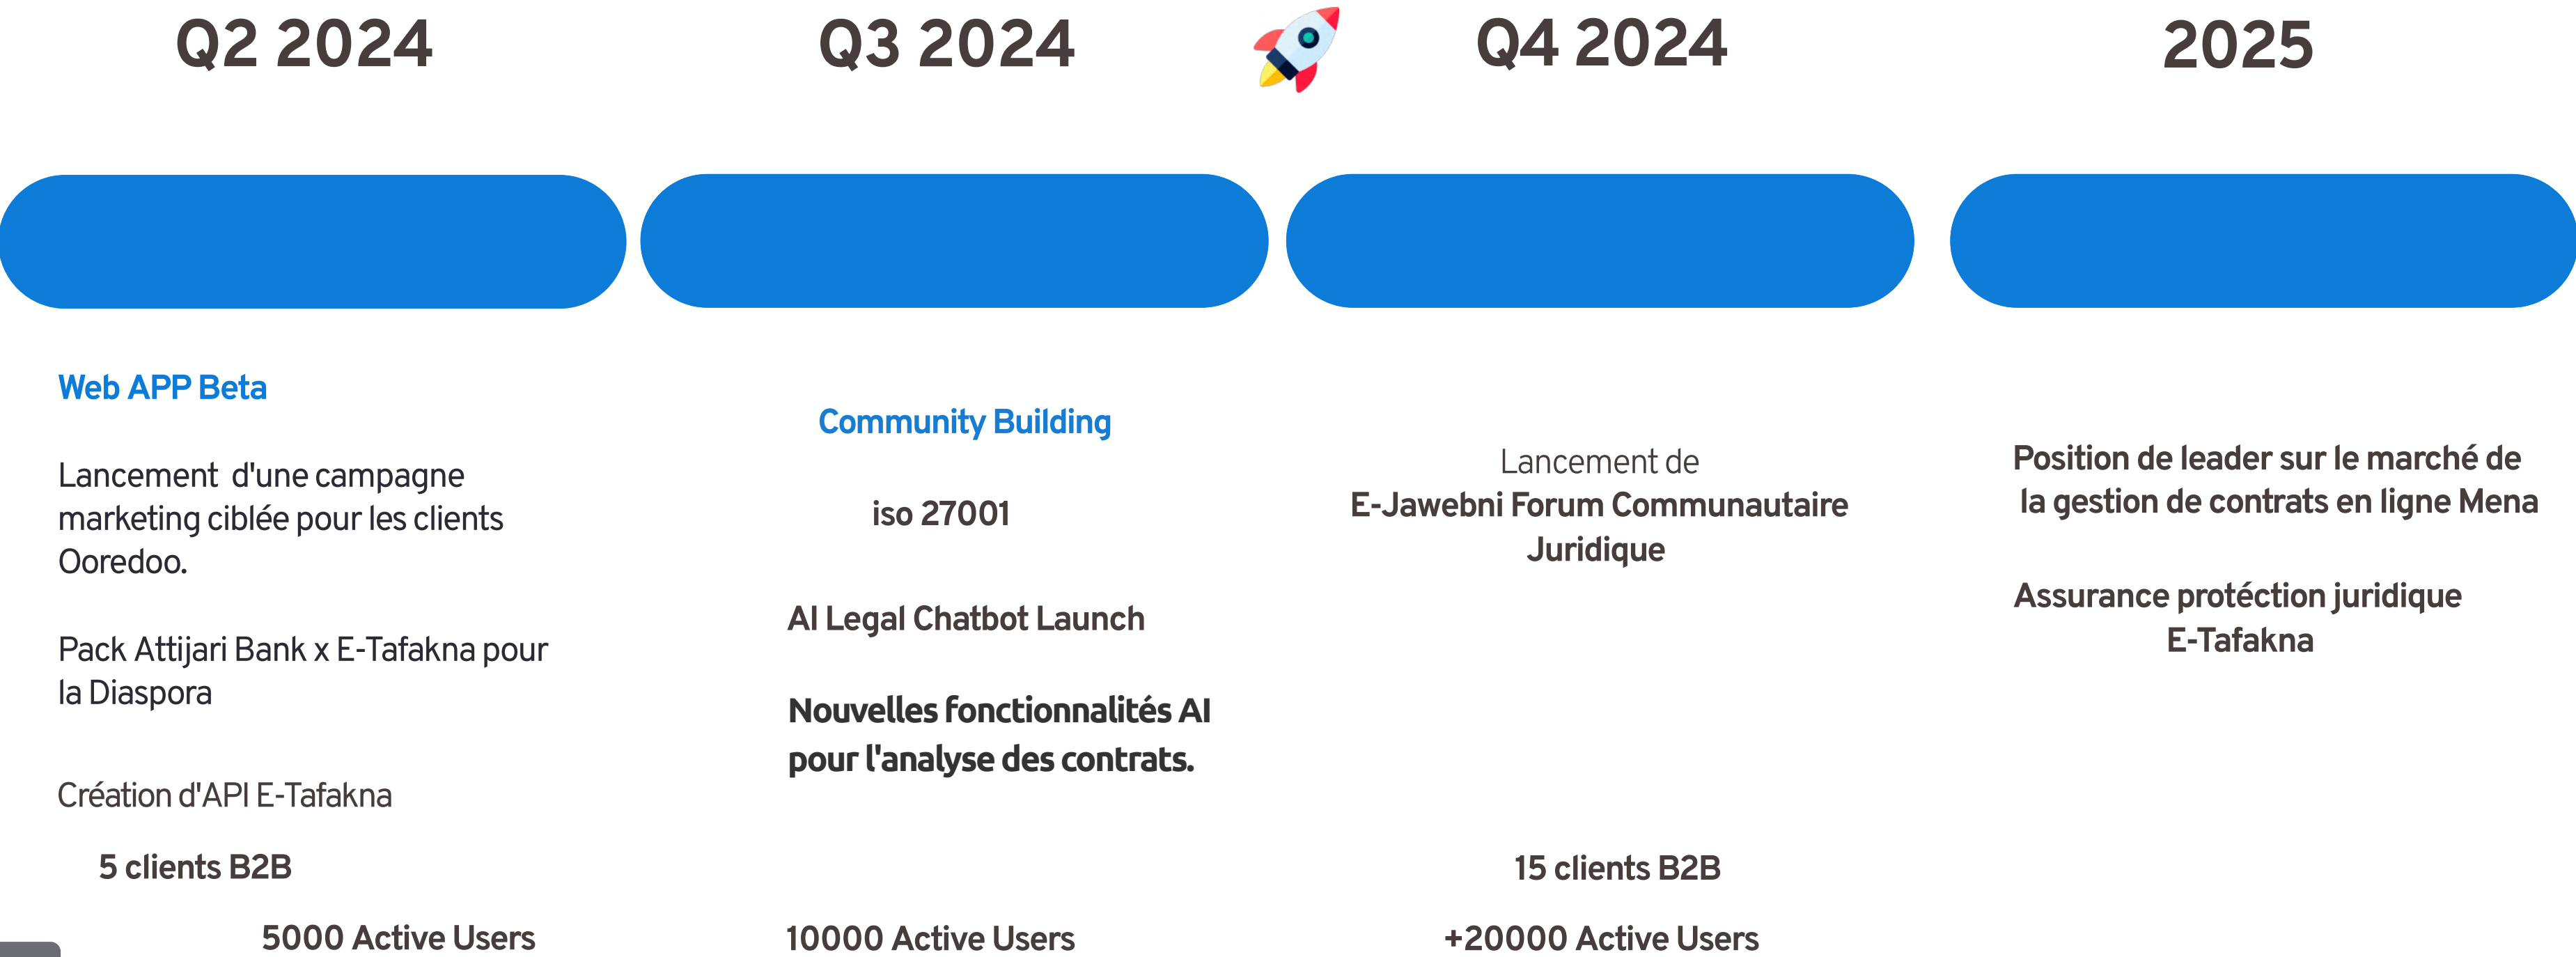 Q2 2024
Q3 2024
Q4 2024
2025
Web APP Beta
Lancement d'une campagne
marketing ciblée pour les clients
Ooredoo.
Pack Attijari Bank x E-Tafakna pour
la Diaspora
Création d'API E-Tafakna
5 clients B2B
5000 Active Users
Community Building
iso 27001
AI Legal Chatbot Launch
Nouvelles fonctionnalités AI
pour l'analyse des contrats.
10000 Active Users
Lancement de
E-Jawebni Forum Communautaire
Juridique
15 clients B2B
+20000 Active Users
Position de leader sur le marché de
la gestion de contrats en ligne Mena
Assurance protéction juridique
E-Tafakna